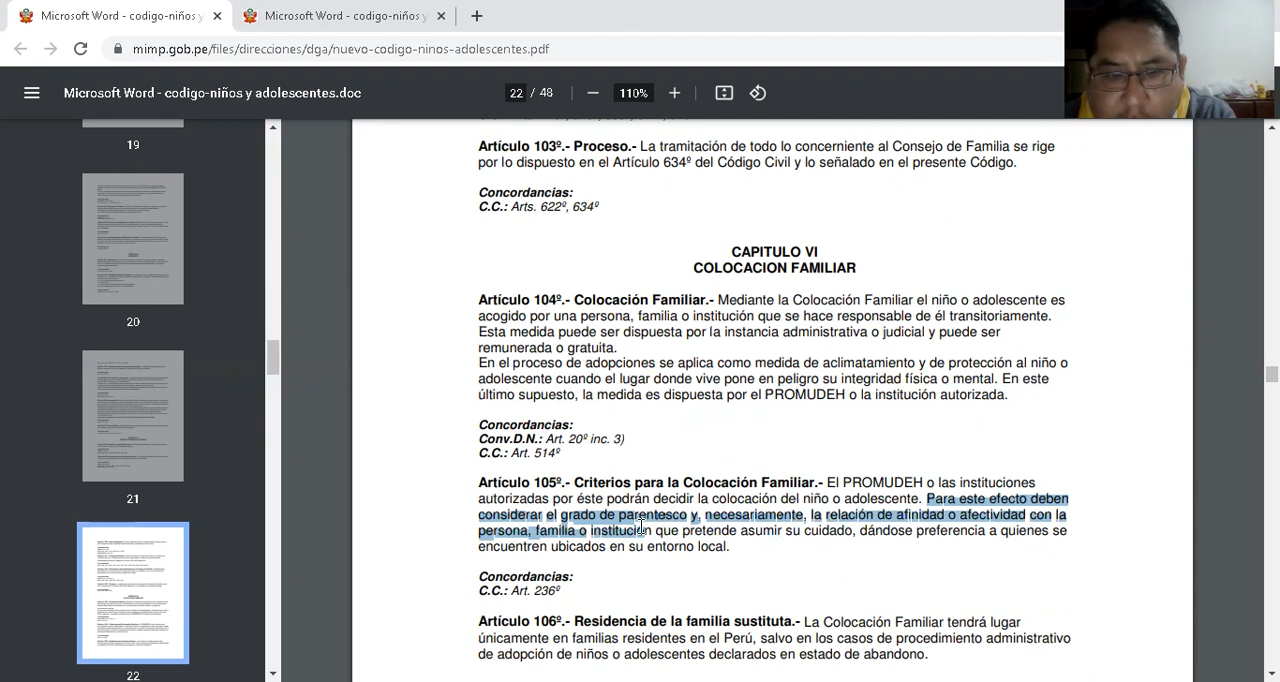 Microsoft Word - codigo-niños y
Microsoft Word - codigo-niños y
mimp.gob.pe/files/direcciones/dga/nuevo-codigo-ninos-adolescentes.pdf
Microsoft Word - codigo-niños y adolescentes.doc
22 / 48
110%
19
20
21
22
Artículo 103º.- Proceso.- La tramitación de todo lo concerniente al Consejo de Familia se rige
por lo dispuesto en el Artículo 634º del Código Civil y lo señalado en el presente Código.
Concordancias:
C.C.: Arts. 622º, 634º
CAPITULO VI
COLOCACION FAMILIAR
Artículo 104º.- Colocación Familiar.- Mediante la Colocación Familiar el niño o adolescente es
acogido por una persona, familia o institución que se hace responsable de él transitoriamente.
Esta medida puede ser dispuesta por la instancia administrativa o judicial y puede ser
remunerada o gratuita.
En el proceso de adopciones se aplica como medida de aclimatamiento y de protección al niño o
adolescente cuando el lugar donde vive pone en peligro su integridad física o mental. En este
último supuesto, la medida es dispuesta por el PROMUDEH o la institución autorizada.
Concordancias:
Conv.D.N.: Art. 20º inc. 3)
C.C.: Art. 514º
Artículo 105º.- Criterios para la Colocación Familiar.- El PROMUDEH o las instituciones
autorizadas por éste podrán decidir la colocación del niño o adolescente. Para este efecto deben
considerar el grado de parentesco y, necesariamente, la relación de afinidad o afectividad con la
persona, familia o institución que pretende asumir su cuidado, dándose preferencia a quienes se
encuentran ubicados en su entorno local.
Concordancias:
C.C.: Art. 236º
Artículo 106º.- Residencia de la familia sustituta.- La Colocación Familiar tendrá lugar
únicamente en familias residentes en el Perú, salvo los casos de procedimiento administrativo
de adopción de niños o adolescentes declarados en estado de abandono.